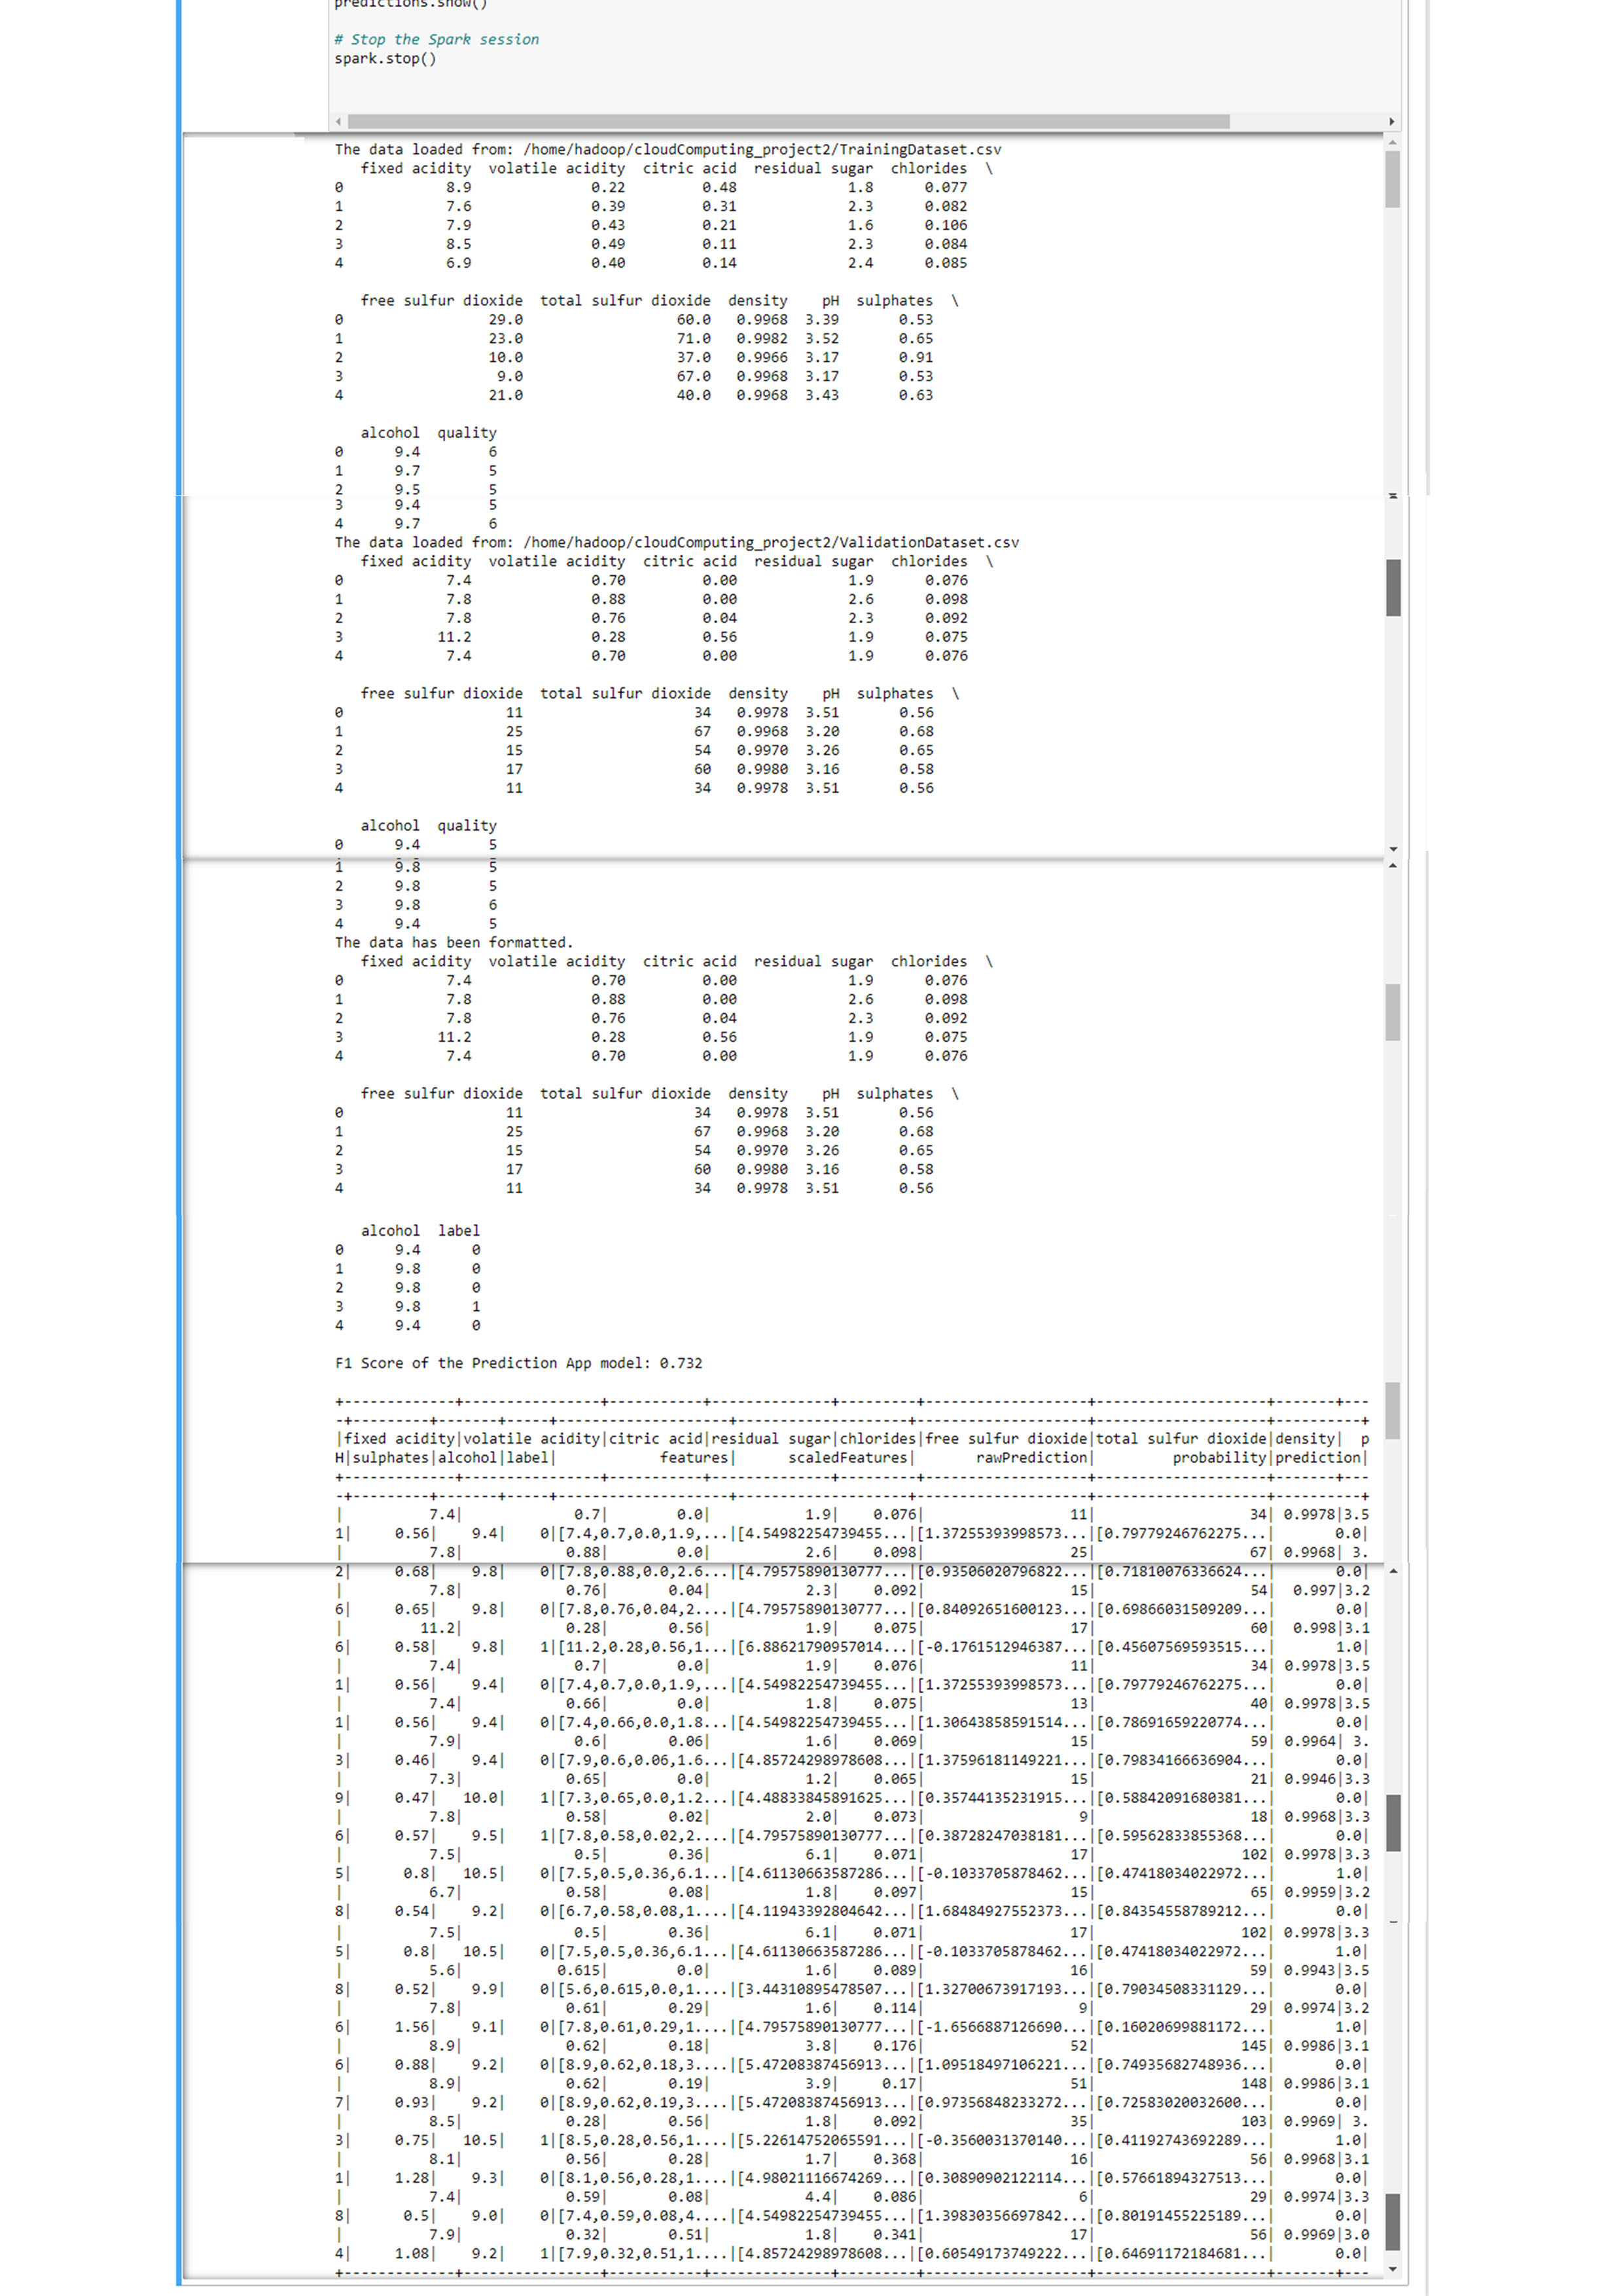 predictions.show()
# Stop the Spark session
spark.stop()
The data loaded from: /home/hadoop/cloudComputing_project2/TrainingDataset.csv
   fixed acidity  volatile acidity  citric acid  residual sugar  chlorides  \
0            8.9              0.22         0.48             1.8      0.077
1            7.6              0.39         0.31             2.3      0.082
2            7.9              0.43         0.21             1.6      0.106
3            8.5              0.49         0.11             2.3      0.084
4            6.9              0.40         0.14             2.4      0.085
   free sulfur dioxide  total sulfur dioxide  density    pH  sulphates  \
0                 29.0                  60.0   0.9968  3.39       0.53
1                 23.0                  71.0   0.9982  3.52       0.65
2                 10.0                  37.0   0.9966  3.17       0.91
3                  9.0                  67.0   0.9968  3.17       0.53
4                 21.0                  40.0   0.9968  3.43       0.63
   alcohol  quality
0      9.4        6
1      9.7        5
2      9.5        5
3      9.4        5
4      9.7        6
The data loaded from: /home/hadoop/cloudComputing_project2/ValidationDataset.csv
   fixed acidity  volatile acidity  citric acid  residual sugar  chlorides  \
0            7.4              0.70         0.00             1.9      0.076
1            7.8              0.88         0.00             2.6      0.098
2            7.8              0.76         0.04             2.3      0.092
3           11.2              0.28         0.56             1.9      0.075
4            7.4              0.70         0.00             1.9      0.076
   free sulfur dioxide  total sulfur dioxide  density    pH  sulphates  \
0                   11                    34   0.9978  3.51       0.56
1                   25                    67   0.9968  3.20       0.68
2                   15                    54   0.9970  3.26       0.65
3                   17                    60   0.9980  3.16       0.58
4                   11                    34   0.9978  3.51       0.56
   alcohol  quality
0      9.4        5
1      9.8        5
2      9.8        5
3      9.8        6
4      9.4        5
The data has been formatted.
   fixed acidity  volatile acidity  citric acid  residual sugar  chlorides  \
0            7.4              0.70         0.00             1.9      0.076
1            7.8              0.88         0.00             2.6      0.098
2            7.8              0.76         0.04             2.3      0.092
3           11.2              0.28         0.56             1.9      0.075
4            7.4              0.70         0.00             1.9      0.076
   free sulfur dioxide  total sulfur dioxide  density    pH  sulphates  \
0                   11                    34   0.9978  3.51       0.56
1                   25                    67   0.9968  3.20       0.68
2                   15                    54   0.9970  3.26       0.65
3                   17                    60   0.9980  3.16       0.58
4                   11                    34   0.9978  3.51       0.56
   alcohol  label
0      9.4      0
1      9.8      0
2      9.8      0
3      9.8      1
4      9.4      0
F1 Score of the Prediction App model: 0.732
+-------------+----------------+-----------+--------------+---------+-------------------+--------------------+-------+---
-+---------+-------+-----+--------------------+--------------------+--------------------+--------------------+----------+
|fixed acidity|volatile acidity|citric acid|residual sugar|chlorides|free sulfur dioxide|total sulfur dioxide|density|  p
H|sulphates|alcohol|label|            features|      scaledFeatures|       rawPrediction|         probability|prediction|
+-------------+----------------+-----------+--------------+---------+-------------------+--------------------+-------+---
-+---------+-------+-----+--------------------+--------------------+--------------------+--------------------+----------+
|          7.4|             0.7|        0.0|           1.9|    0.076|                 11|                  34| 0.9978|3.5
1|     0.56|    9.4|    0|[7.4,0.7,0.0,1.9,...|[4.54982254739455...|[1.37255393998573...|[0.79779246762275...|       0.0|
|          7.8|            0.88|        0.0|           2.6|    0.098|                 25|                  67| 0.9968| 3.
2|     0.68|    9.8|    0|[7.8,0.88,0.0,2.6...|[4.79575890130777...|[0.93506020796822...|[0.71810076336624...|       0.0|
|          7.8|            0.76|       0.04|           2.3|    0.092|                 15|                  54|  0.997|3.2
6|     0.65|    9.8|    0|[7.8,0.76,0.04,2....|[4.79575890130777...|[0.84092651600123...|[0.69866031509209...|       0.0|
|         11.2|            0.28|       0.56|           1.9|    0.075|                 17|                  60|  0.998|3.1
6|     0.58|    9.8|    1|[11.2,0.28,0.56,1...|[6.88621790957014...|[-0.1761512946387...|[0.45607569593515...|       1.0|
|          7.4|             0.7|        0.0|           1.9|    0.076|                 11|                  34| 0.9978|3.5
1|     0.56|    9.4|    0|[7.4,0.7,0.0,1.9,...|[4.54982254739455...|[1.37255393998573...|[0.79779246762275...|       0.0|
|          7.4|            0.66|        0.0|           1.8|    0.075|                 13|                  40| 0.9978|3.5
1|     0.56|    9.4|    0|[7.4,0.66,0.0,1.8...|[4.54982254739455...|[1.30643858591514...|[0.78691659220774...|       0.0|
|          7.9|             0.6|       0.06|           1.6|    0.069|                 15|                  59| 0.9964| 3.
3|     0.46|    9.4|    0|[7.9,0.6,0.06,1.6...|[4.85724298978608...|[1.37596181149221...|[0.79834166636904...|       0.0|
|          7.3|            0.65|        0.0|           1.2|    0.065|                 15|                  21| 0.9946|3.3
9|     0.47|   10.0|    1|[7.3,0.65,0.0,1.2...|[4.48833845891625...|[0.35744135231915...|[0.58842091680381...|       0.0|
|          7.8|            0.58|       0.02|           2.0|    0.073|                  9|                  18| 0.9968|3.3
6|     0.57|    9.5|    1|[7.8,0.58,0.02,2....|[4.79575890130777...|[0.38728247038181...|[0.59562833855368...|       0.0|
|          7.5|             0.5|       0.36|           6.1|    0.071|                 17|                 102| 0.9978|3.3
5|      0.8|   10.5|    0|[7.5,0.5,0.36,6.1...|[4.61130663587286...|[-0.1033705878462...|[0.47418034022972...|       1.0|
|          6.7|            0.58|       0.08|           1.8|    0.097|                 15|                  65| 0.9959|3.2
8|     0.54|    9.2|    0|[6.7,0.58,0.08,1....|[4.11943392804642...|[1.68484927552373...|[0.84354558789212...|       0.0|
|          7.5|             0.5|       0.36|           6.1|    0.071|                 17|                 102| 0.9978|3.3
5|      0.8|   10.5|    0|[7.5,0.5,0.36,6.1...|[4.61130663587286...|[-0.1033705878462...|[0.47418034022972...|       1.0|
|          5.6|           0.615|        0.0|           1.6|    0.089|                 16|                  59| 0.9943|3.5
8|     0.52|    9.9|    0|[5.6,0.615,0.0,1....|[3.44310895478507...|[1.32700673917193...|[0.79034508331129...|       0.0|
|          7.8|            0.61|       0.29|           1.6|    0.114|                  9|                  29| 0.9974|3.2
6|     1.56|    9.1|    0|[7.8,0.61,0.29,1....|[4.79575890130777...|[-1.6566887126690...|[0.16020699881172...|       1.0|
|          8.9|            0.62|       0.18|           3.8|    0.176|                 52|                 145| 0.9986|3.1
6|     0.88|    9.2|    0|[8.9,0.62,0.18,3....|[5.47208387456913...|[1.09518497106221...|[0.74935682748936...|       0.0|
|          8.9|            0.62|       0.19|           3.9|     0.17|                 51|                 148| 0.9986|3.1
7|     0.93|    9.2|    0|[8.9,0.62,0.19,3....|[5.47208387456913...|[0.97356848233272...|[0.72583020032600...|       0.0|
|          8.5|            0.28|       0.56|           1.8|    0.092|                 35|                 103| 0.9969| 3.
3|     0.75|   10.5|    1|[8.5,0.28,0.56,1....|[5.22614752065591...|[-0.3560031370140...|[0.41192743692289...|       1.0|
|          8.1|            0.56|       0.28|           1.7|    0.368|                 16|                  56| 0.9968|3.1
1|     1.28|    9.3|    0|[8.1,0.56,0.28,1....|[4.98021116674269...|[0.30890902122114...|[0.57661894327513...|       0.0|
|          7.4|            0.59|       0.08|           4.4|    0.086|                  6|                  29| 0.9974|3.3
8|      0.5|    9.0|    0|[7.4,0.59,0.08,4....|[4.54982254739455...|[1.39830356697842...|[0.80191455225189...|       0.0|
|          7.9|            0.32|       0.51|           1.8|    0.341|                 17|                  56| 0.9969|3.0
4|     1.08|    9.2|    1|[7.9,0.32,0.51,1....|[4.85724298978608...|[0.60549173749222...|[0.64691172184681...|       0.0|
+-------------+----------------+-----------+--------------+---------+-------------------+--------------------+-------+---